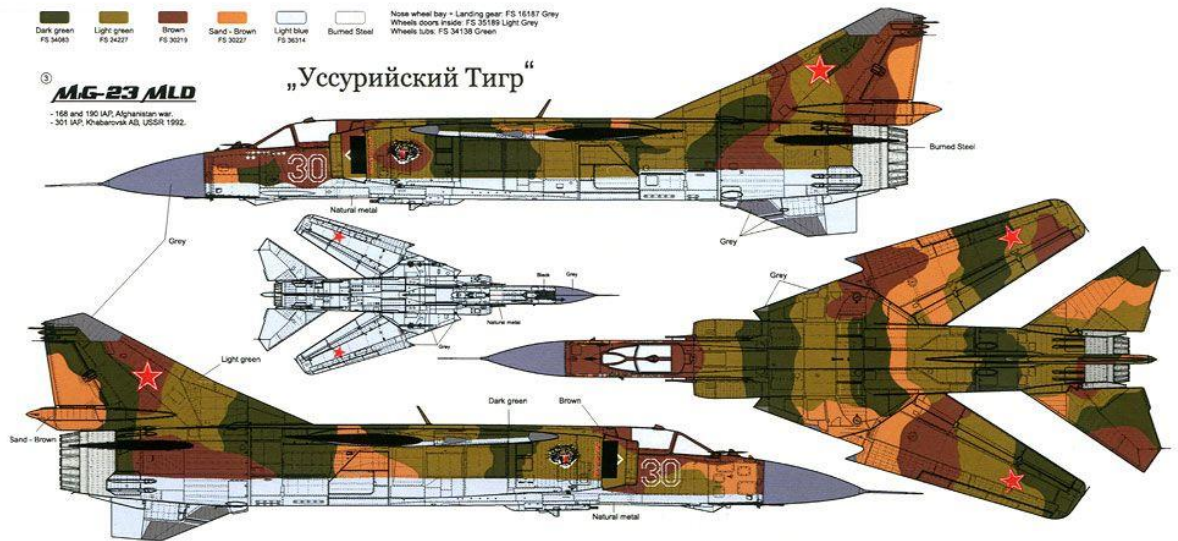 Dark green
FS 34083
Light green
FS 24227
Brown
FS 30219
Sand - Brown
FS 30227
Light blue
FS 36314
Burned Steel
Nose wheel bay + Landing gear: FS 16187 Grey
Wheels doors inside: FS 35189 Light Grey
Wheels tubs: FS 34138 Green
3
MiG-23 MLD
- 168 and 190 IAP, Afghanistan war.
- 301 IAP, Khabarovsk AB, USSR 1992.
„Уссурийский Тигр“
30
Burned Steel
Natural metal
Grey
Grey
Black
Grey
Natural metal
Grey
Grey
Light green
Dark green
Brown
Sand - Brown
30
Natural metal